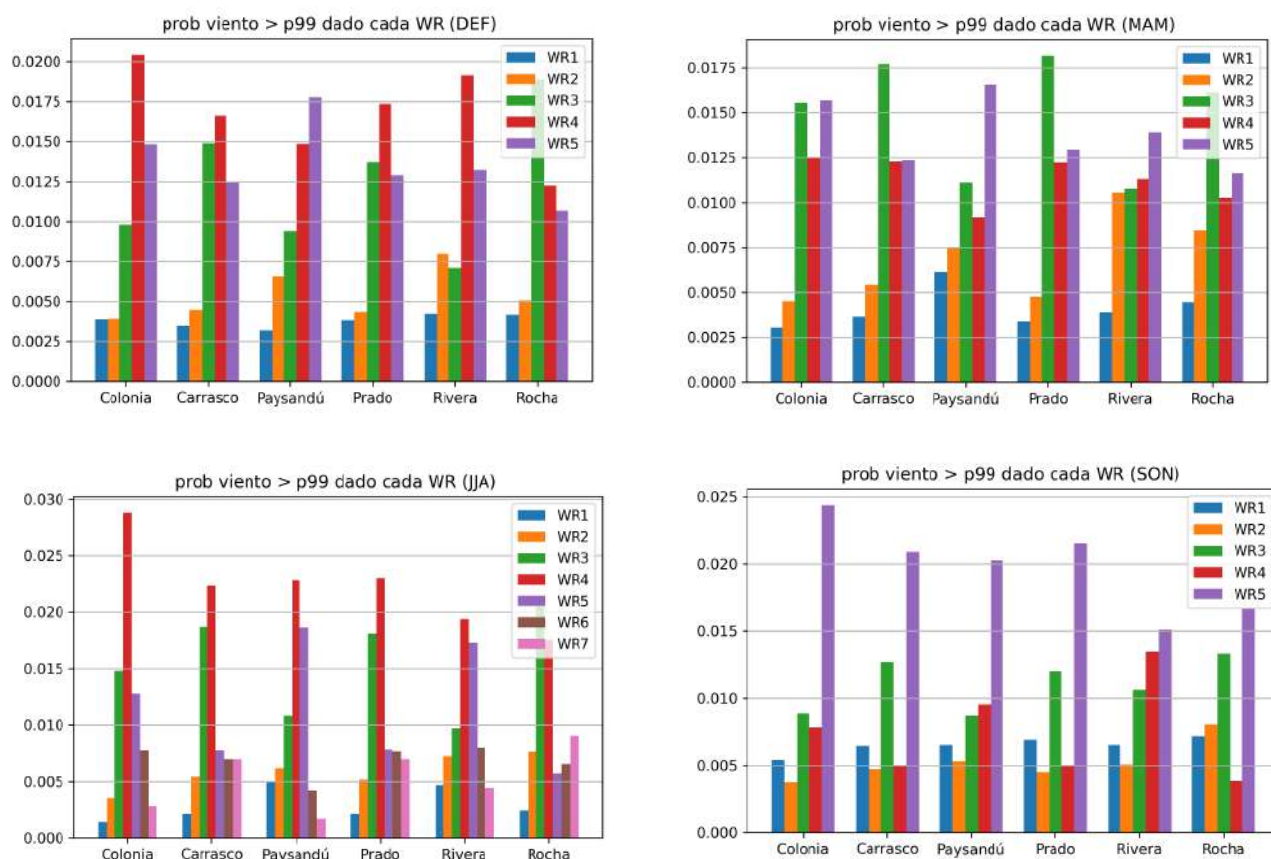 prob viento > p99 dado cada WR (DEF)
0.0200
0.0175
0.0150
0.0125
0.0100
0.0075
0.0050
0.0025
0.0000
WR1
WR2
WR3
WR4
WR5
Colonia Carrasco Paysandú Prado Rivera Rocha
prob viento > p99 dado cada WR (MAM)
0.0175
0.0150
0.0125
0.0100
0.0075
0.0050
0.0025
0.0000
WR1
WR2
WR3
WR4
WR5
Colonia Carrasco Paysandú Prado Rivera Rocha
prob viento > p99 dado cada WR (JJA)
0.030
0.025
0.020
0.015
0.010
0.005
0.000
WR1
WR2
WR3
WR4
WR5
WR6
WR7
Colonia Carrasco Paysandú Prado Rivera Rocha
prob viento > p99 dado cada WR (SON)
0.025
0.020
0.015
0.010
0.005
0.000
WR1
WR2
WR3
WR4
WR5
Colonia Carrasco Paysandú Prado Rivera Rocha